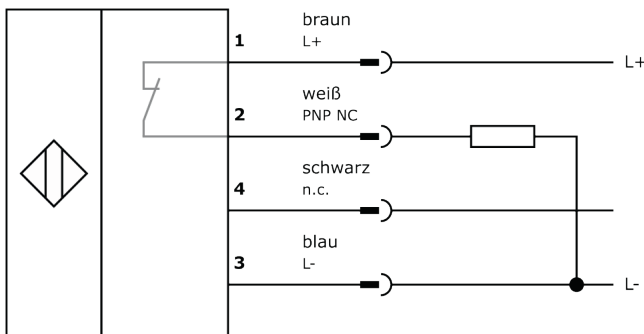 braun
1
L+
L+
weiß
2
PNP NC
schwarz
4
n.c.
blau
3
L-
L-